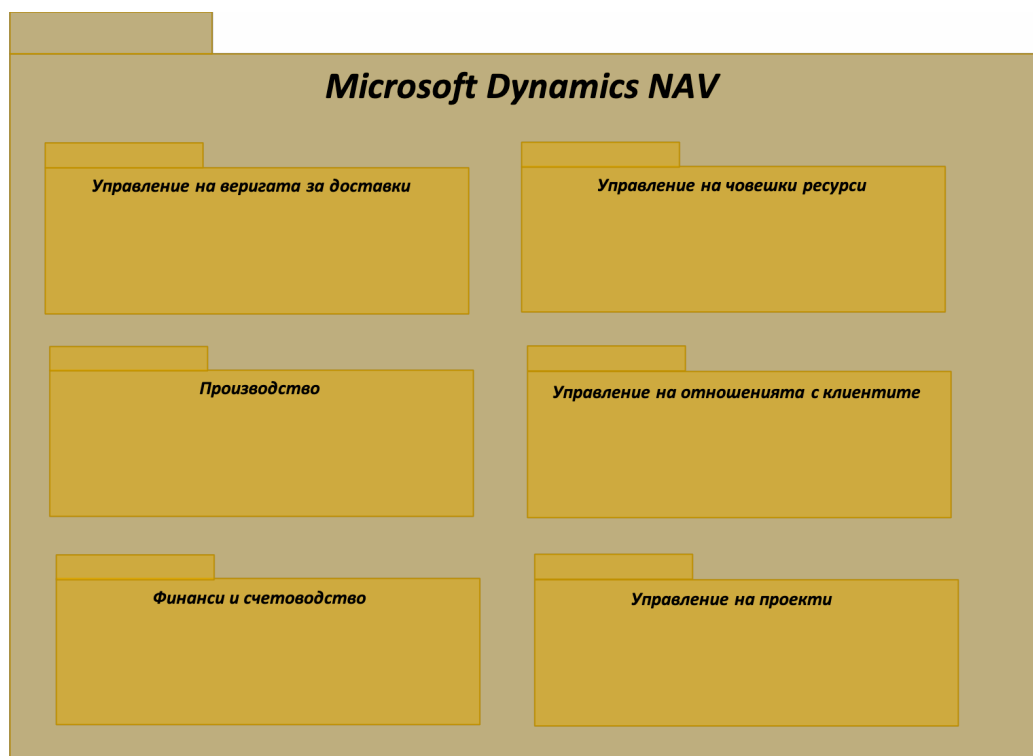 Microsoft Dynamics NAV
Управление на веригата за доставки
Управление на човешки ресурси
Производство
Управление на отношенията с клиентите
Финанси и счетоводство
Управление на проекти